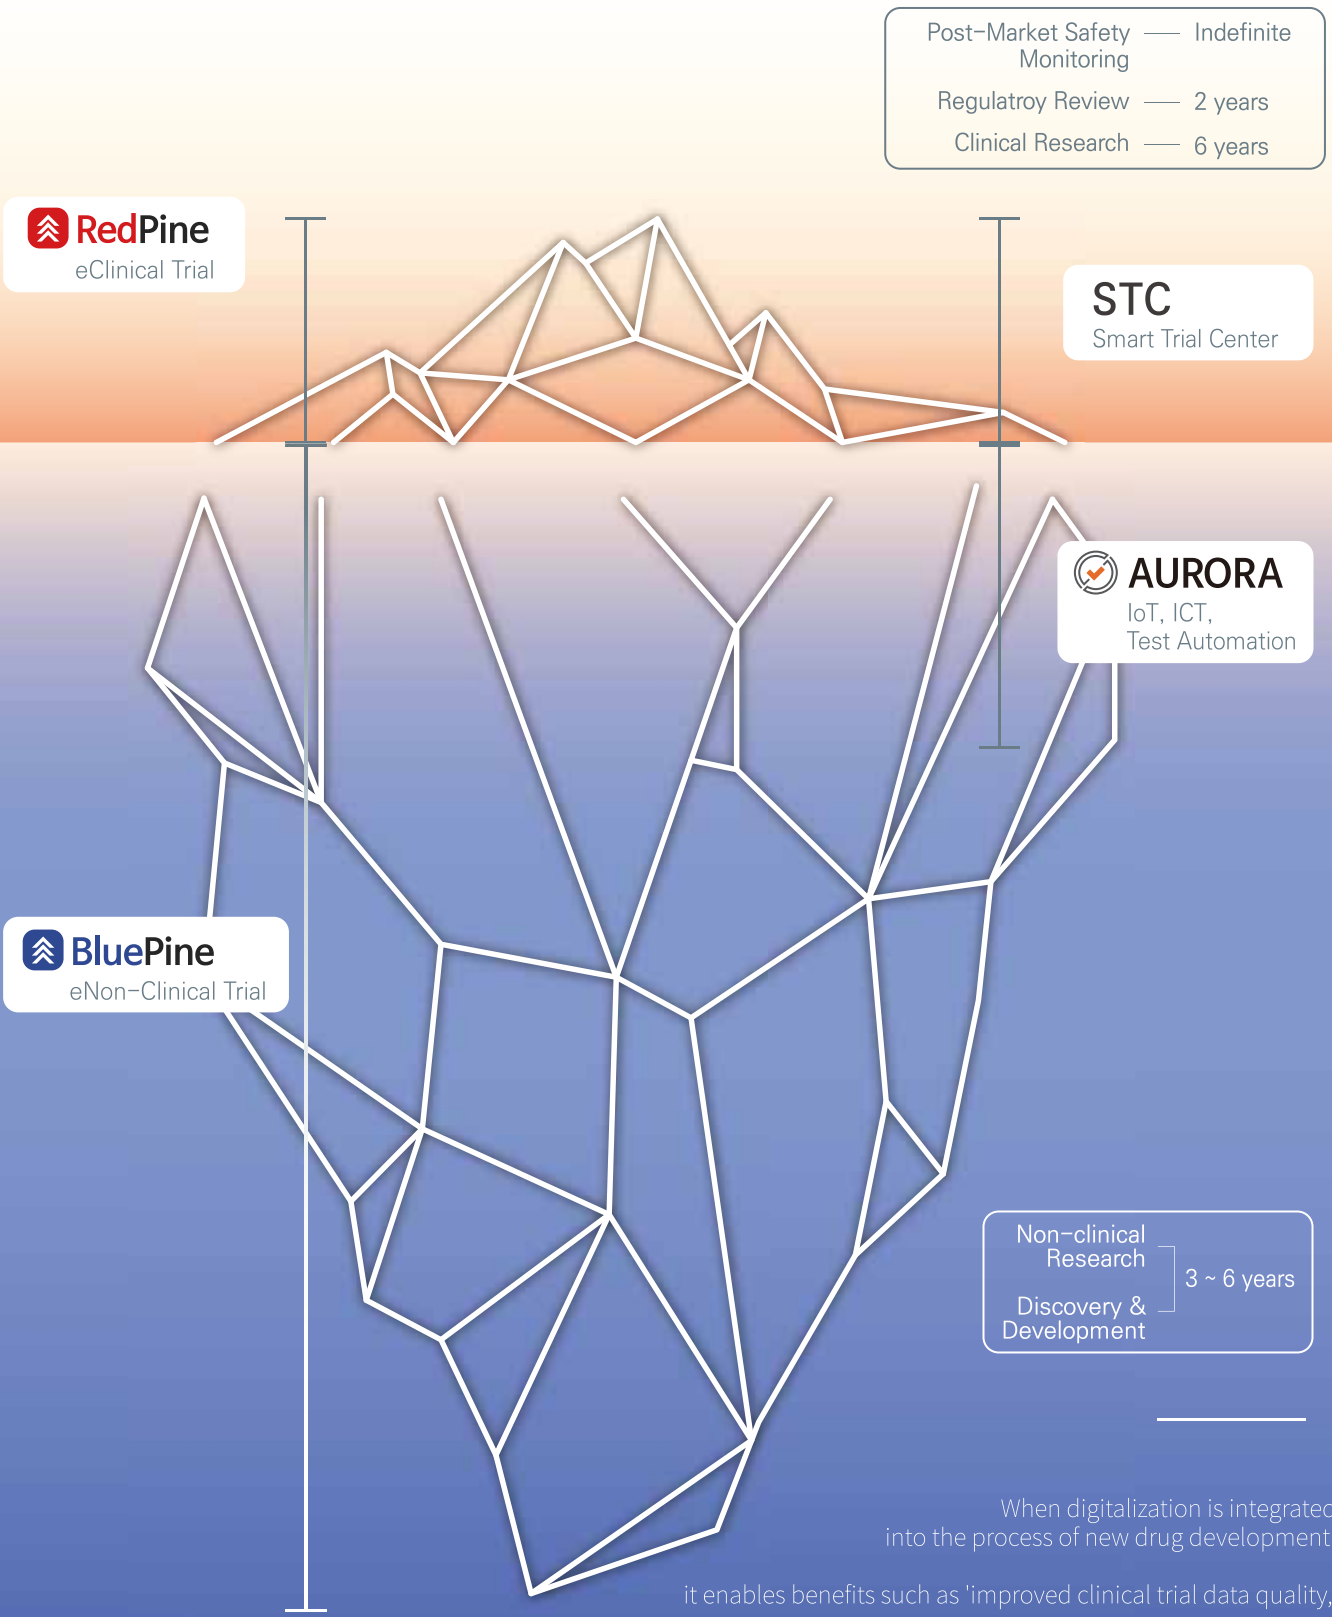 Post-Market Safety — Indefinite
Monitoring
Regulatroy Review — 2 years
Clinical Research — 6 years
RedPine
eClinical Trial
STC
Smart Trial Center
AURORA
IoT, ICT,
Test Automation
BluePine
eNon-Clinical Trial
Non-clinical
Research
3 ~ 6 years
Discovery &
Development
When digitalization is integrated
into the process of new drug development
it enables benefits such as 'improved clinical trial data quality,